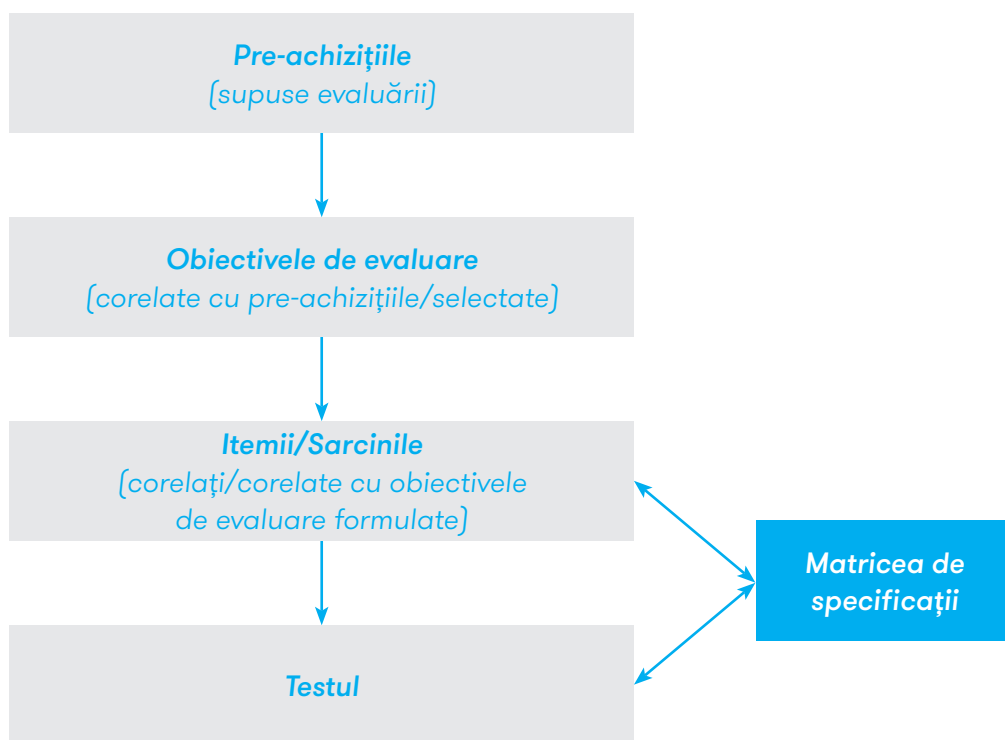 Pre-achizițiile
(supuse evaluării)
Obiectivele de evaluare
(corelate cu pre-achizițiile/selectate)
Itemii/Sarcinile
(corelați/corelate cu obiectivele
de evaluare formulate)
Matricea de
specificații
Testul